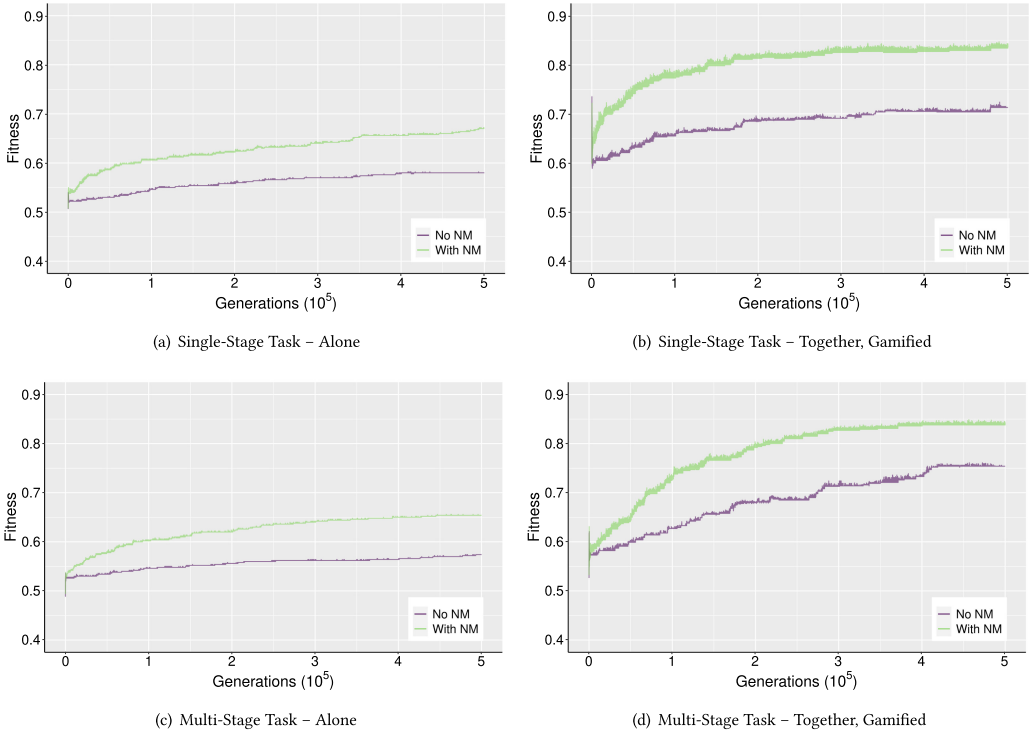 0.9
0.8
0.7
0.6
0.5
0.4
Fitness
0 1 2 3 4 5
Generations (10^5)
No NM
With NM
(a) Single-Stage Task – Alone
0.9
0.8
0.7
0.6
0.5
0.4
Fitness
0 1 2 3 4 5
Generations (10^5)
No NM
With NM
(b) Single-Stage Task – Together, Gamified
0.9
0.8
0.7
0.6
0.5
0.4
Fitness
0 1 2 3 4 5
Generations (10^5)
No NM
With NM
(c) Multi-Stage Task – Alone
0.9
0.8
0.7
0.6
0.5
0.4
Fitness
0 1 2 3 4 5
Generations (10^5)
No NM
With NM
(d) Multi-Stage Task – Together, Gamified